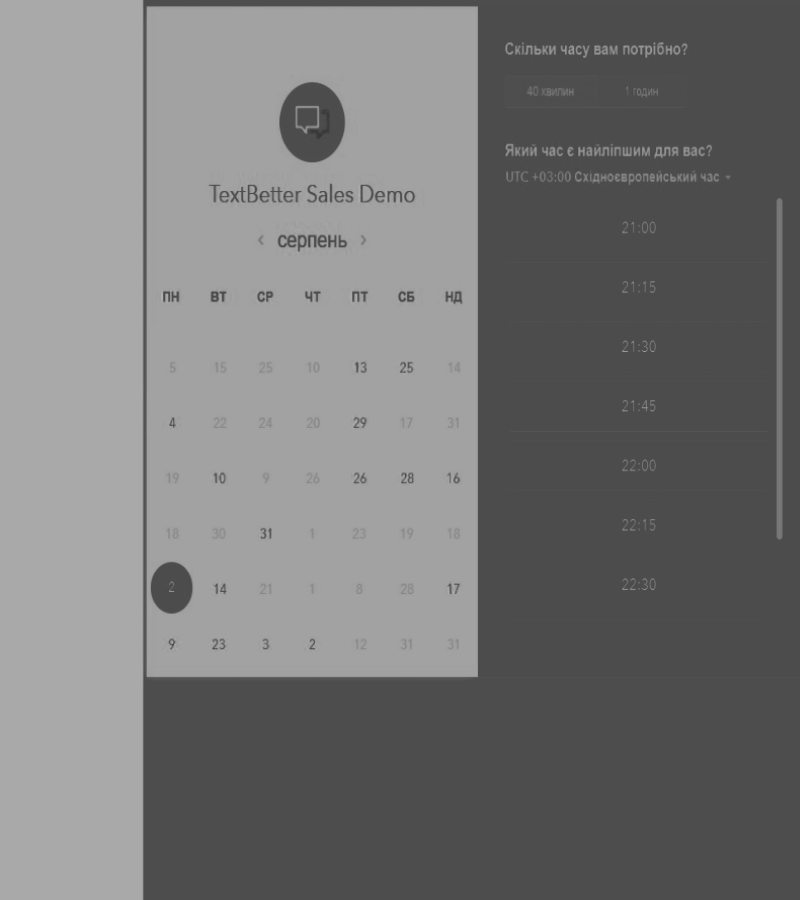 TextBetter Sales Demo
‹ серпень ›
ПН ВТ СР ЧТ ПТ СБ НД
5 15 25 10 13 25 14
4 22 24 20 29 17 31
19 10 9 26 26 28 16
18 30 31 1 23 19 18
2 14 21 1 8 28 17
9 23 3 2 12 31 31
Скільки часу вам потрібно?
40 хвилин 1 годин
Який час є найліпшим для вас?
UTC +03:00 Східноєвропейський час
21:00
21:15
21:30
21:45
22:00
22:15
22:30